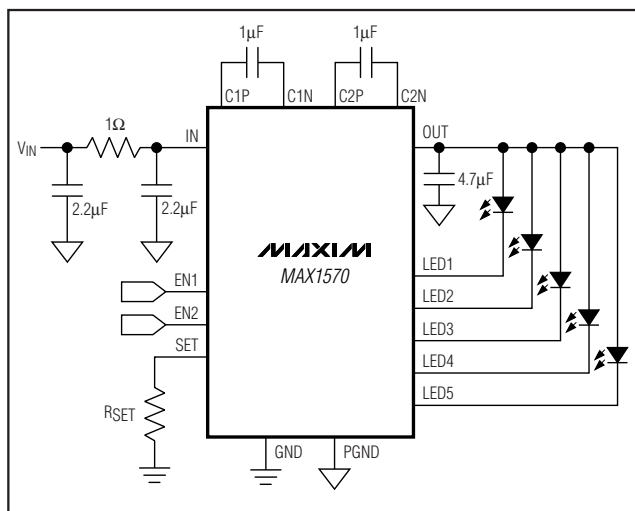 1µF
1µF
C1P
C1N
C2P
C2N
1Ω
VIN
IN
OUT
2.2µF
2.2µF
4.7µF
MAXIM
MAX1570
LED1
EN1
LED2
EN2
LED3
SET
LED4
LED5
RSET
GND
PGND